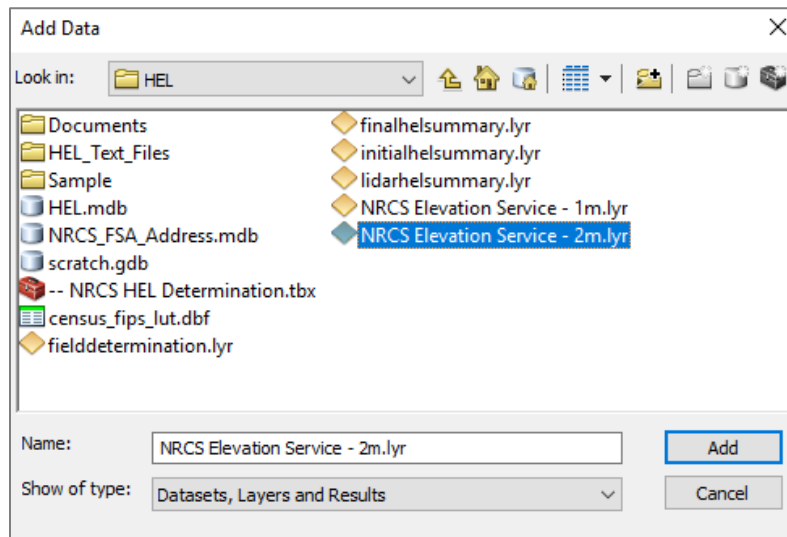 Add Data
Look in: HEL
Documents
HEL_Text_Files
Sample
HEL.mdb
NRCS_FSA_Address.mdb
scratch.gdb
-- NRCS HEL Determination.tbx
census_fips_lut.dbf
fielddetermination.lyr
finalhelsummary.lyr
initialhelsummary.lyr
lidarhelsummary.lyr
NRCS Elevation Service - 1m.lyr
NRCS Elevation Service - 2m.lyr
Name: NRCS Elevation Service - 2m.lyr Add
Show of type: Datasets, Layers and Results Cancel